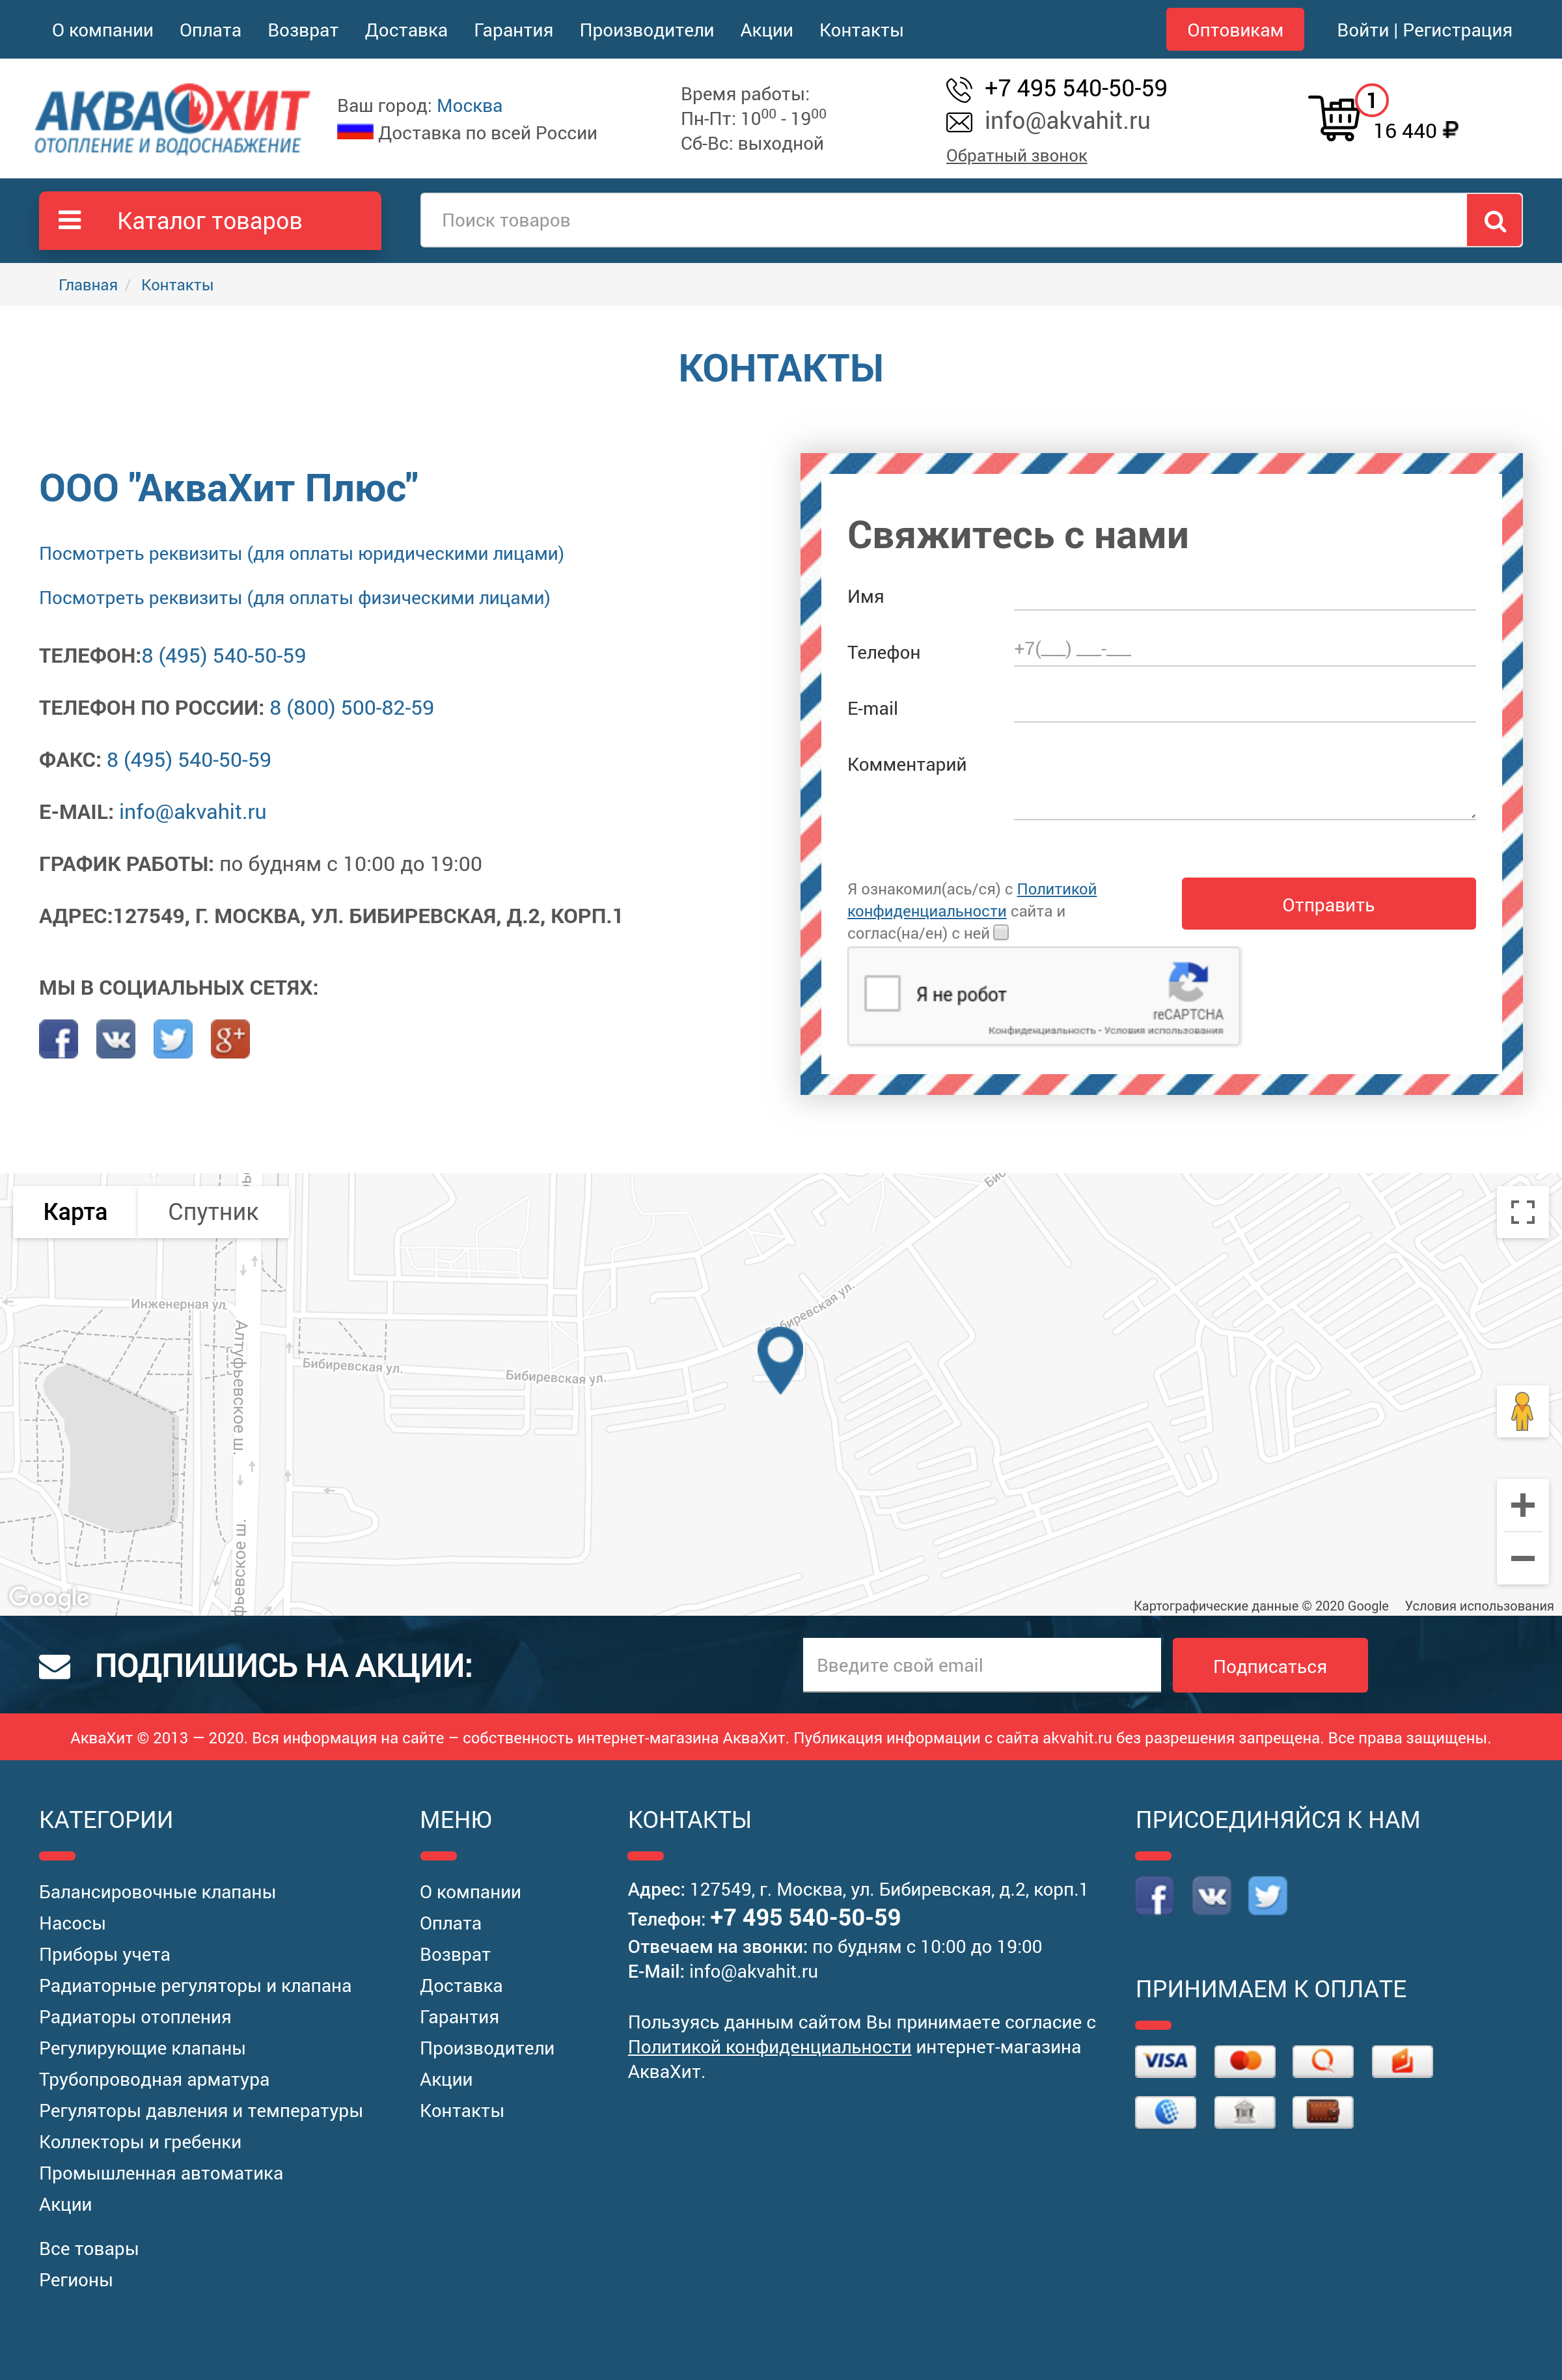 О компании Оплата Возврат Доставка Гарантия Производители Акции Контакты Оптовикам Войти | Регистрация
АКВАХИТ
ОТОПЛЕНИЕ И ВОДОСНАБЖЕНИЕ
Ваш город: Москва
Доставка по всей России
Время работы:
Пн-Пт: 10⁰⁰ - 19⁰⁰
Сб-Вс: выходной
+7 495 540-50-59
info@akvahit.ru
Обратный звонок
1
16 440 ₽
Каталог товаров
Поиск товаров
Главная / Контакты
КОНТАКТЫ
ООО "АкваХит Плюс"
Посмотреть реквизиты (для оплаты юридическими лицами)
Посмотреть реквизиты (для оплаты физическими лицами)
ТЕЛЕФОН:8 (495) 540-50-59
ТЕЛЕФОН ПО РОССИИ: 8 (800) 500-82-59
ФАКС: 8 (495) 540-50-59
E-MAIL: info@akvahit.ru
ГРАФИК РАБОТЫ: по будням с 10:00 до 19:00
АДРЕС:127549, Г. МОСКВА, УЛ. БИБИРЕВСКАЯ, Д.2, КОРП.1
МЫ В СОЦИАЛЬНЫХ СЕТЯХ:
Свяжитесь с нами
Имя
Телефон
+7(___) ___-___
E-mail
Комментарий
Я ознакомил(ась/ся) с Политикой
конфиденциальности сайта и
соглас(на/ен) с ней
Отправить
Я не робот
reCAPTCHA
Конфиденциальность - Условия использования
Карта Спутник
Инженерная ул.
Алтуфьевское ш.
Бибиревская ул.
Бибиревская ул.
Бибиревская ул.
Google
Картографические данные © 2020 Google Условия использования
ПОДПИШИСЬ НА АКЦИИ:
Введите свой email
Подписаться
АкваХит © 2013 — 2020. Вся информация на сайте – собственность интернет-магазина АкваХит. Публикация информации с сайта akvahit.ru без разрешения запрещена. Все права защищены.
КАТЕГОРИИ
Балансировочные клапаны
Насосы
Приборы учета
Радиаторные регуляторы и клапана
Радиаторы отопления
Регулирующие клапаны
Трубопроводная арматура
Регуляторы давления и температуры
Коллекторы и гребенки
Промышленная автоматика
Акции
Все товары
Регионы
МЕНЮ
О компании
Оплата
Возврат
Доставка
Гарантия
Производители
Акции
Контакты
КОНТАКТЫ
Адрес: 127549, г. Москва, ул. Бибиревская, д.2, корп.1
Телефон: +7 495 540-50-59
Отвечаем на звонки: по будням с 10:00 до 19:00
E-Mail: info@akvahit.ru
Пользуясь данным сайтом Вы принимаете согласие с
Политикой конфиденциальности интернет-магазина
АкваХит.
ПРИСОЕДИНЯЙСЯ К НАМ
ПРИНИМАЕМ К ОПЛАТЕ
VISA